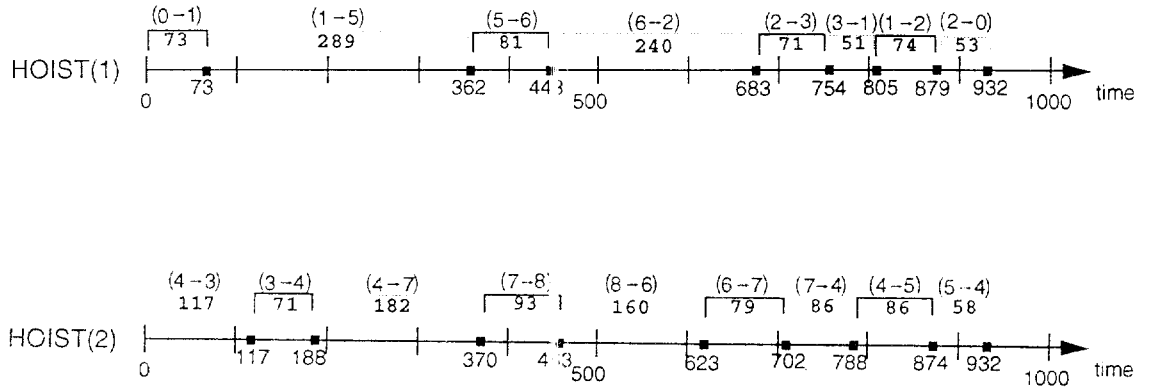 (0-1) (1-5) (5-6) (6-2) (2-3) (3-1) (1-2) (2-0)
73 289 81 240 71 51 74 53
HOIST(1)
73 362 683 754 805 879 932
0 500 1000 time
(4-3) (3-4) (4-7) (7-8) (8-6) (6-7) (7-4) (4-5) (5-4)
117 71 182 93 160 79 86 86 58
HOIST(2)
117 188 370 623 702 788 874 932
0 500 1000 time